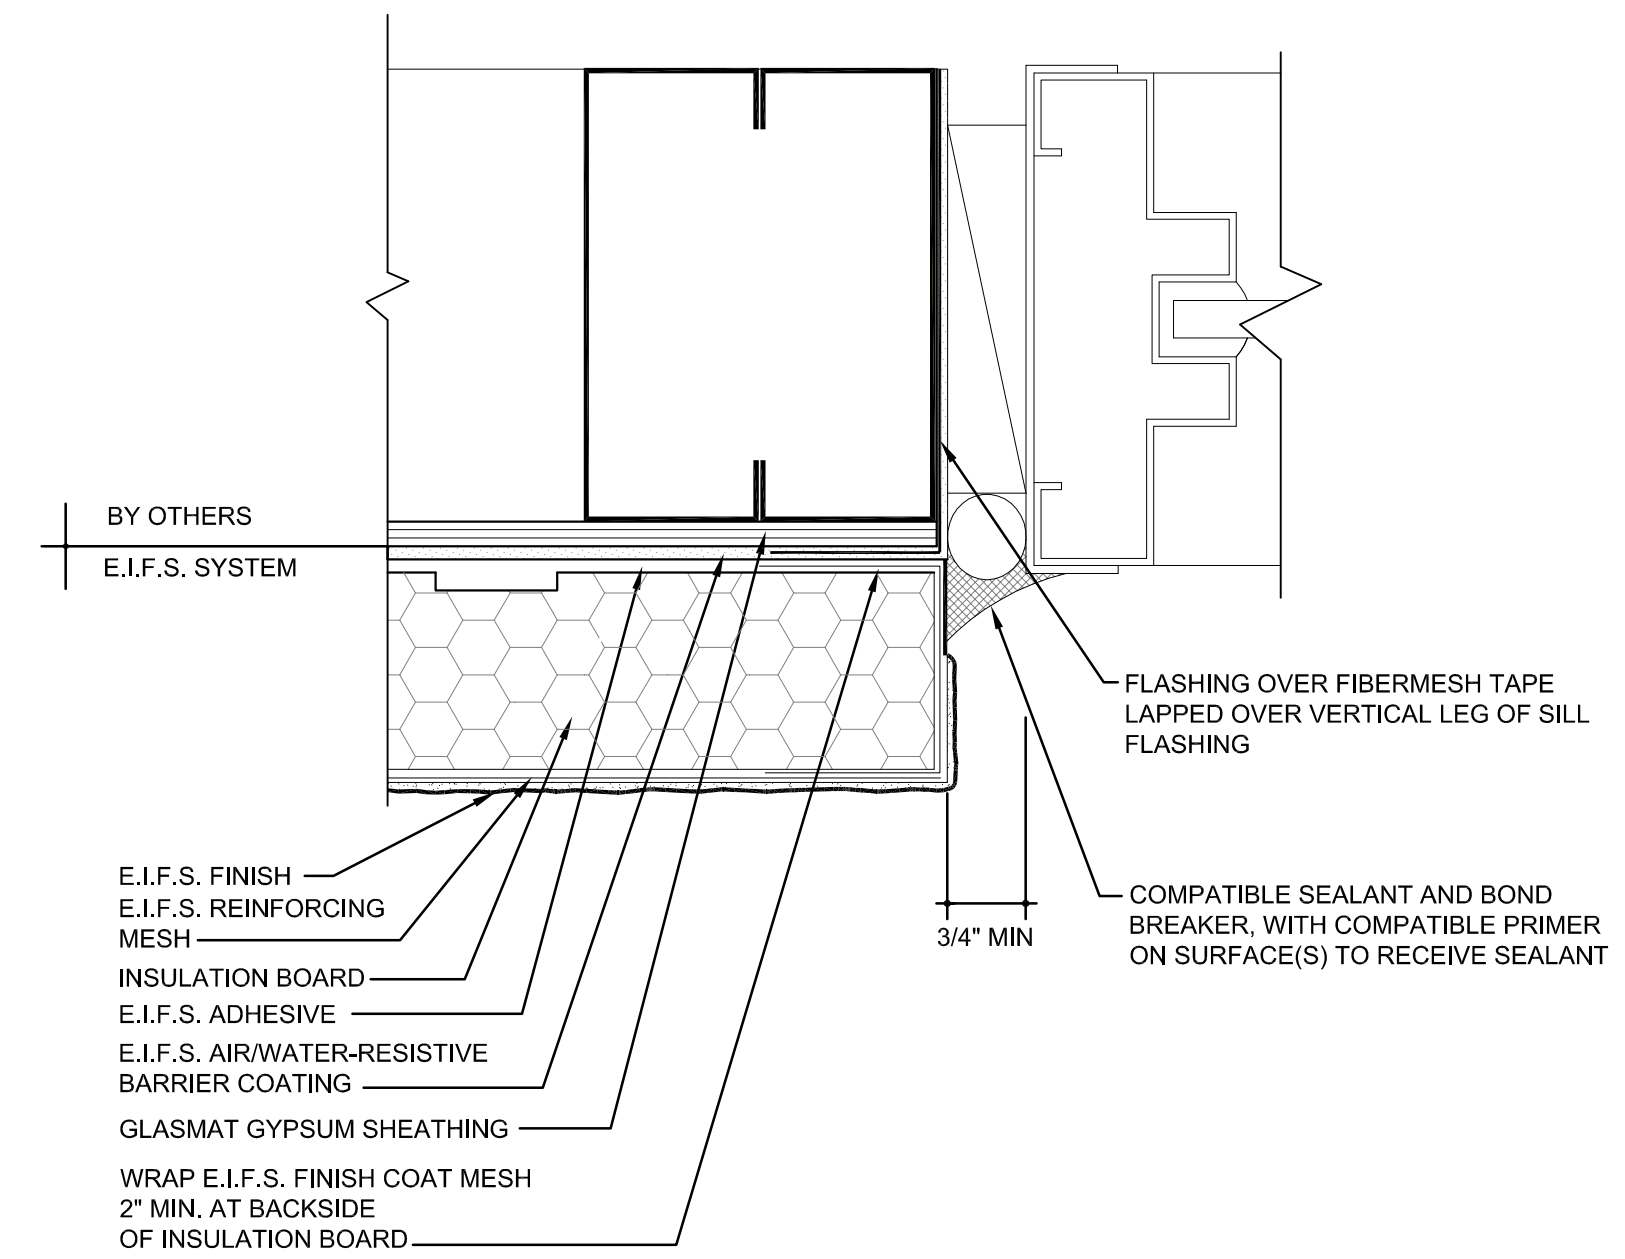 BY OTHERS
E.I.F.S. SYSTEM
FLASHING OVER FIBERMESH TAPE
LAPPED OVER VERTICAL LEG OF SILL
FLASHING
E.I.F.S. FINISH
E.I.F.S. REINFORCING
MESH
INSULATION BOARD
E.I.F.S. ADHESIVE
E.I.F.S. AIR/WATER-RESISTIVE
BARRIER COATING
GLASMAT GYPSUM SHEATHING
WRAP E.I.F.S. FINISH COAT MESH
2" MIN. AT BACKSIDE
OF INSULATION BOARD
3/4" MIN
COMPATIBLE SEALANT AND BOND
BREAKER, WITH COMPATIBLE PRIMER
ON SURFACE(S) TO RECEIVE SEALANT